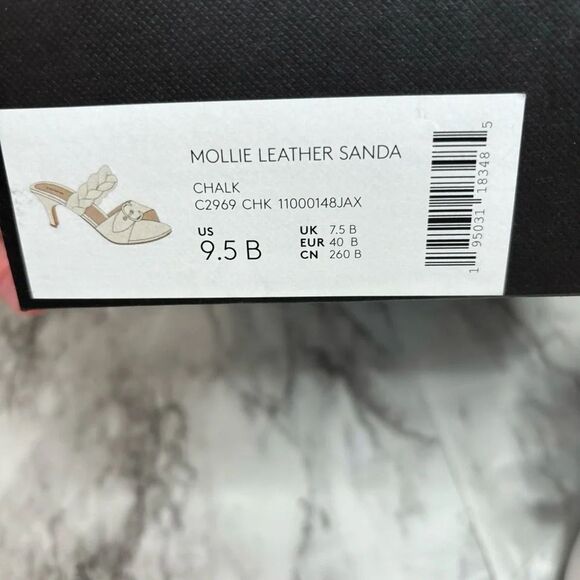 MOLLIE LEATHER SANDA
CHALK
C2969 CHK 11000148JAX
US
9.5 B
UK 7.5 B
EUR 40 B
CN 260 B
1 95031 18348 5